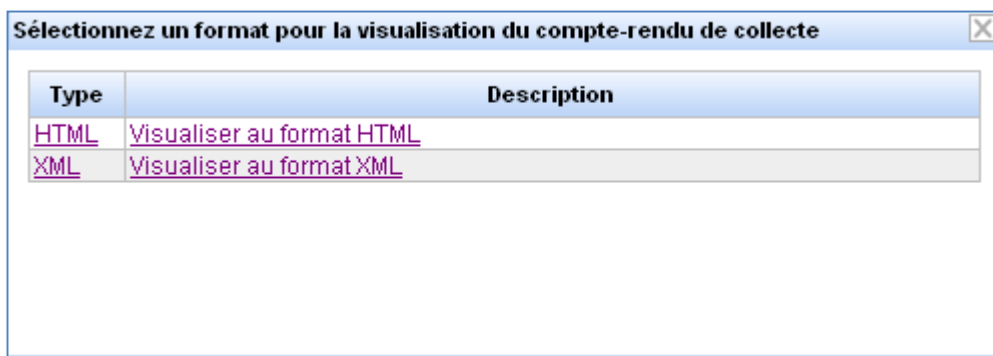 Sélectionnez un format pour la visualisation du compte-rendu de collecte
Type Description
HTML Visualiser au format HTML
XML Visualiser au format XML